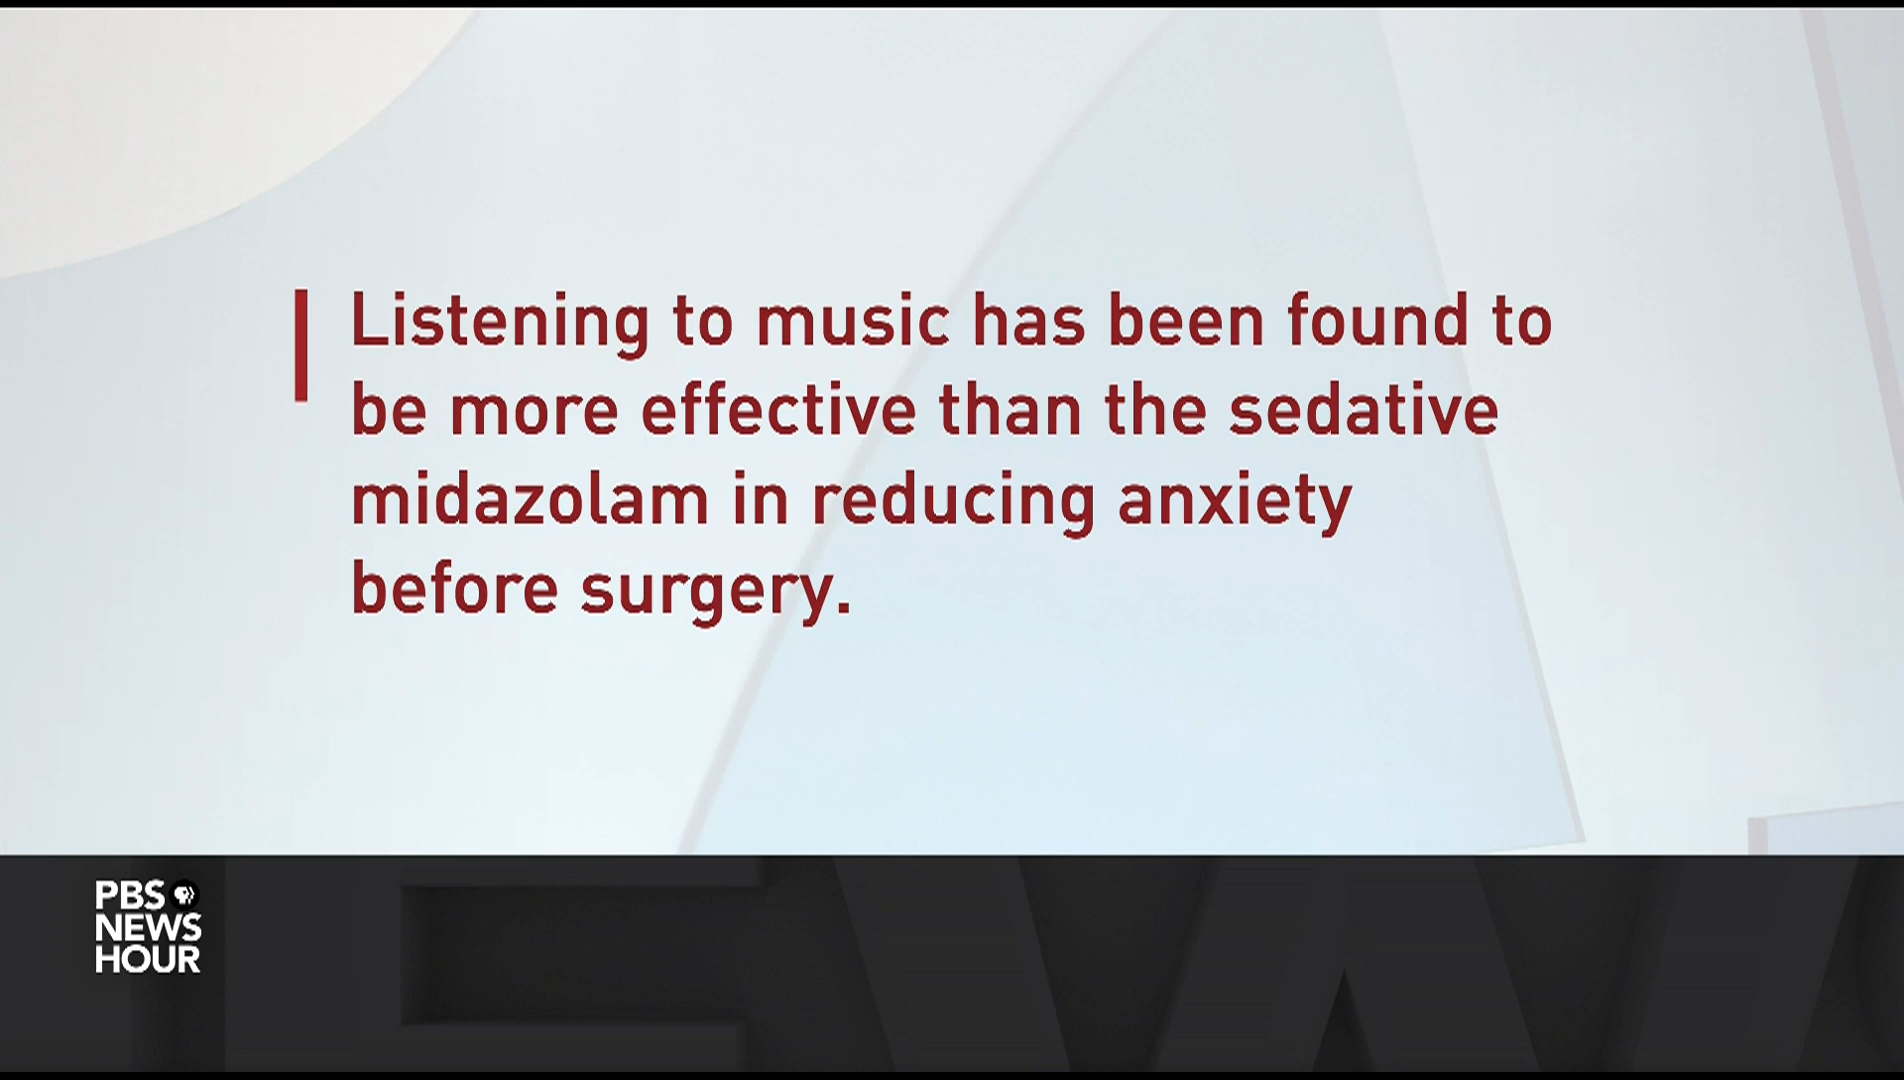 Listening to music has been found to
be more effective than the sedative
midazolam in reducing anxiety
before surgery.
PBS
NEWS
HOUR